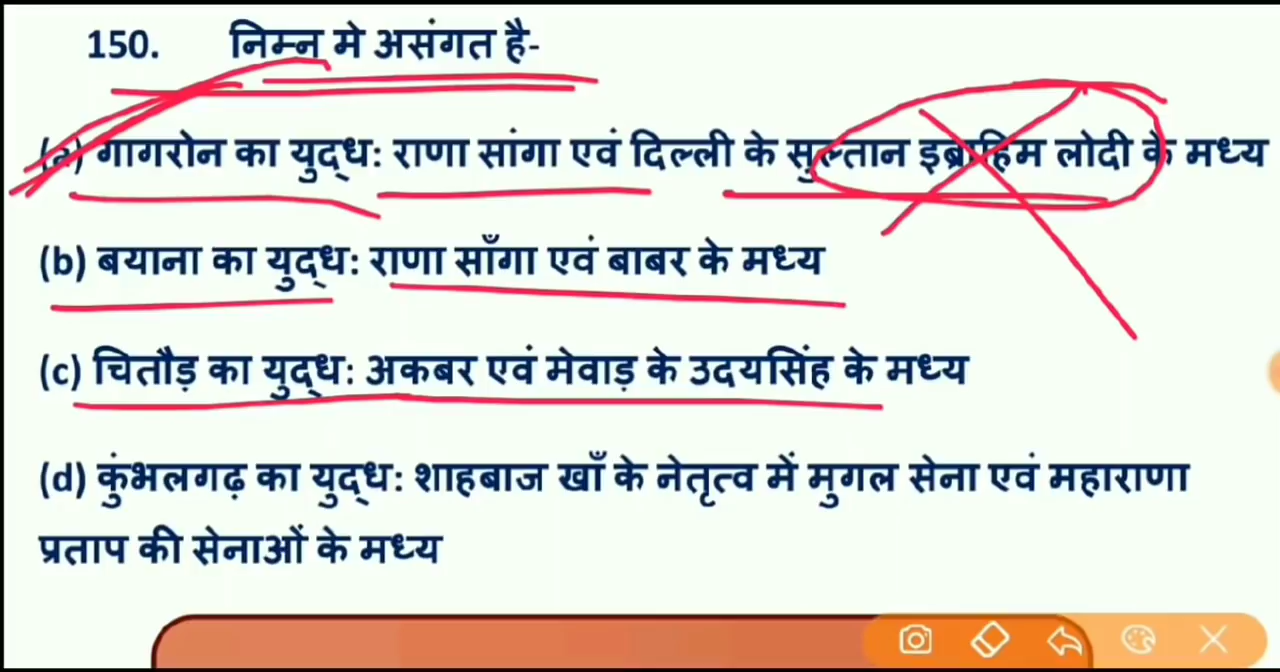 150. निम्न मे असंगत है-
(a) गागरोन का युद्ध: राणा सांगा एवं दिल्ली के सुल्तान इब्राहिम लोदी के मध्य
(b) बयाना का युद्ध: राणा साँगा एवं बाबर के मध्य
(c) चितौड़ का युद्ध: अकबर एवं मेवाड़ के उदयसिंह के मध्य
(d) कुंभलगढ़ का युद्ध: शाहबाज खाँ के नेतृत्व में मुगल सेना एवं महाराणा
प्रताप की सेनाओं के मध्य